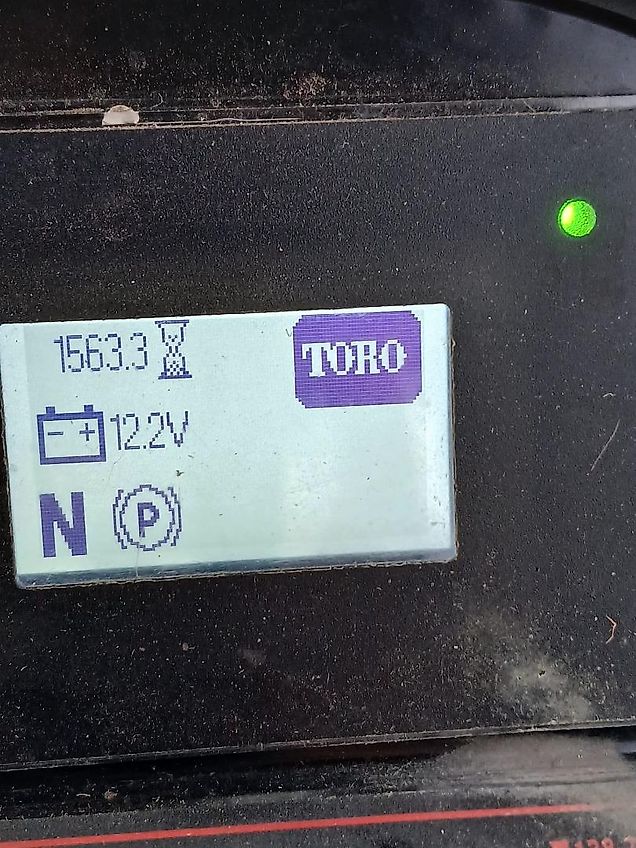 1563.3
TORO
- +
12.2V
N
P